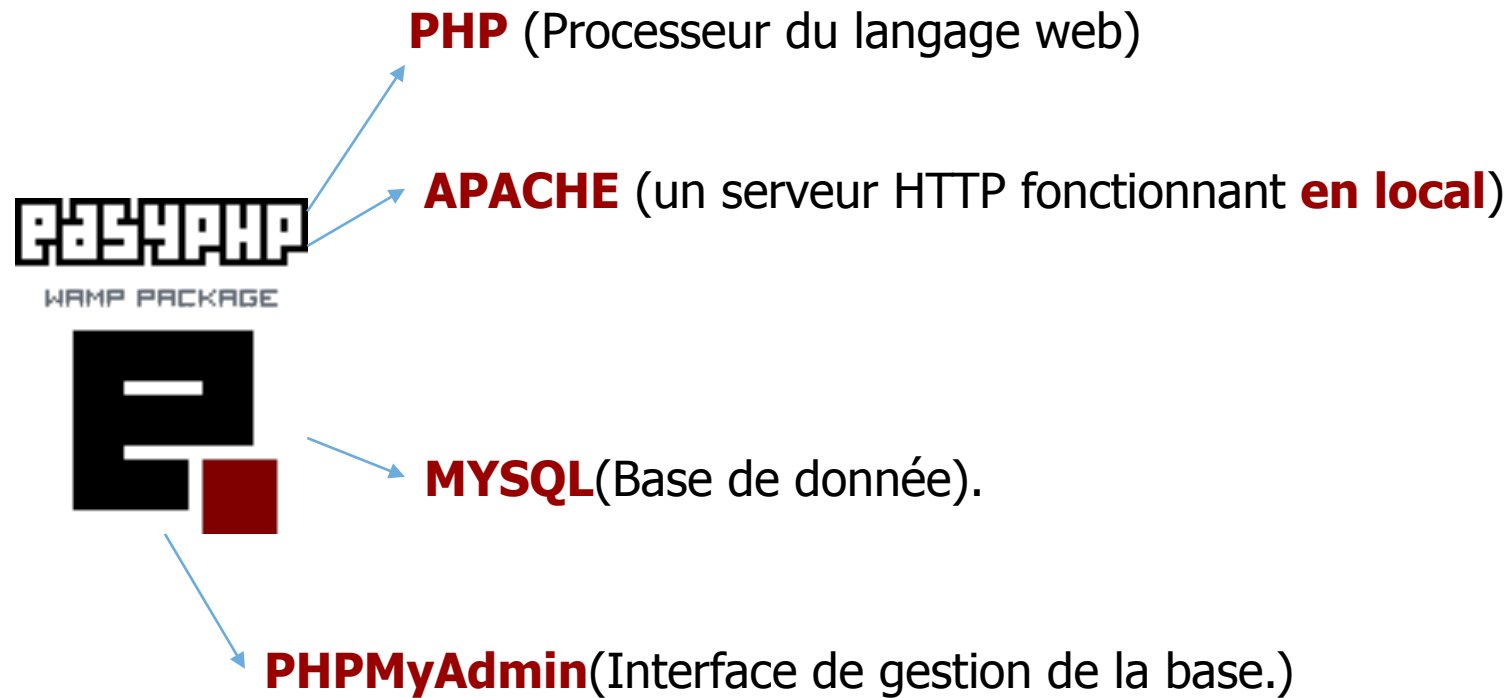 PHP (Processeur du langage web)
APACHE (un serveur HTTP fonctionnant en local)
easyPHP
WAMP PACKAGE
e
MYSQL(Base de donnée).
PHPMyAdmin(Interface de gestion de la base.)